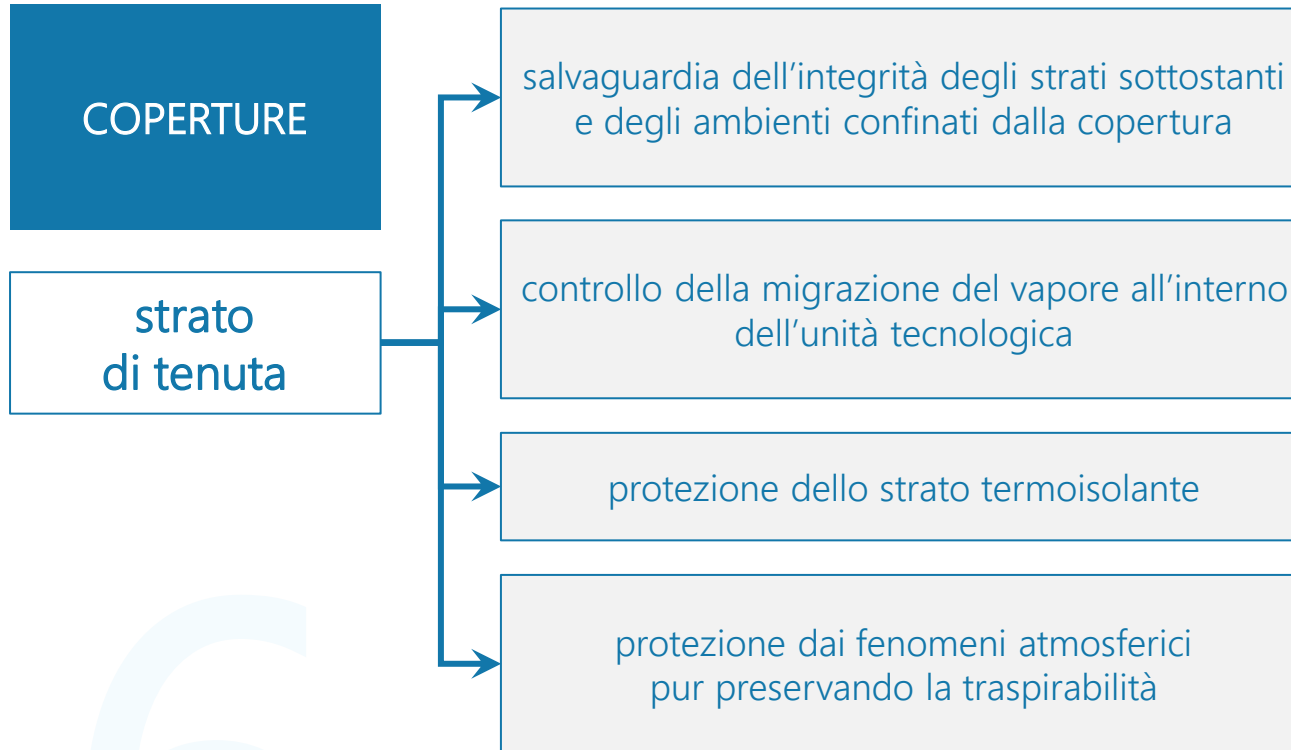 COPERTURE
strato
di tenuta
salvaguardia dell’integrità degli strati sottostanti
e degli ambienti confinati dalla copertura
controllo della migrazione del vapore all’interno
dell’unità tecnologica
protezione dello strato termoisolante
protezione dai fenomeni atmosferici
pur preservando la traspirabilità